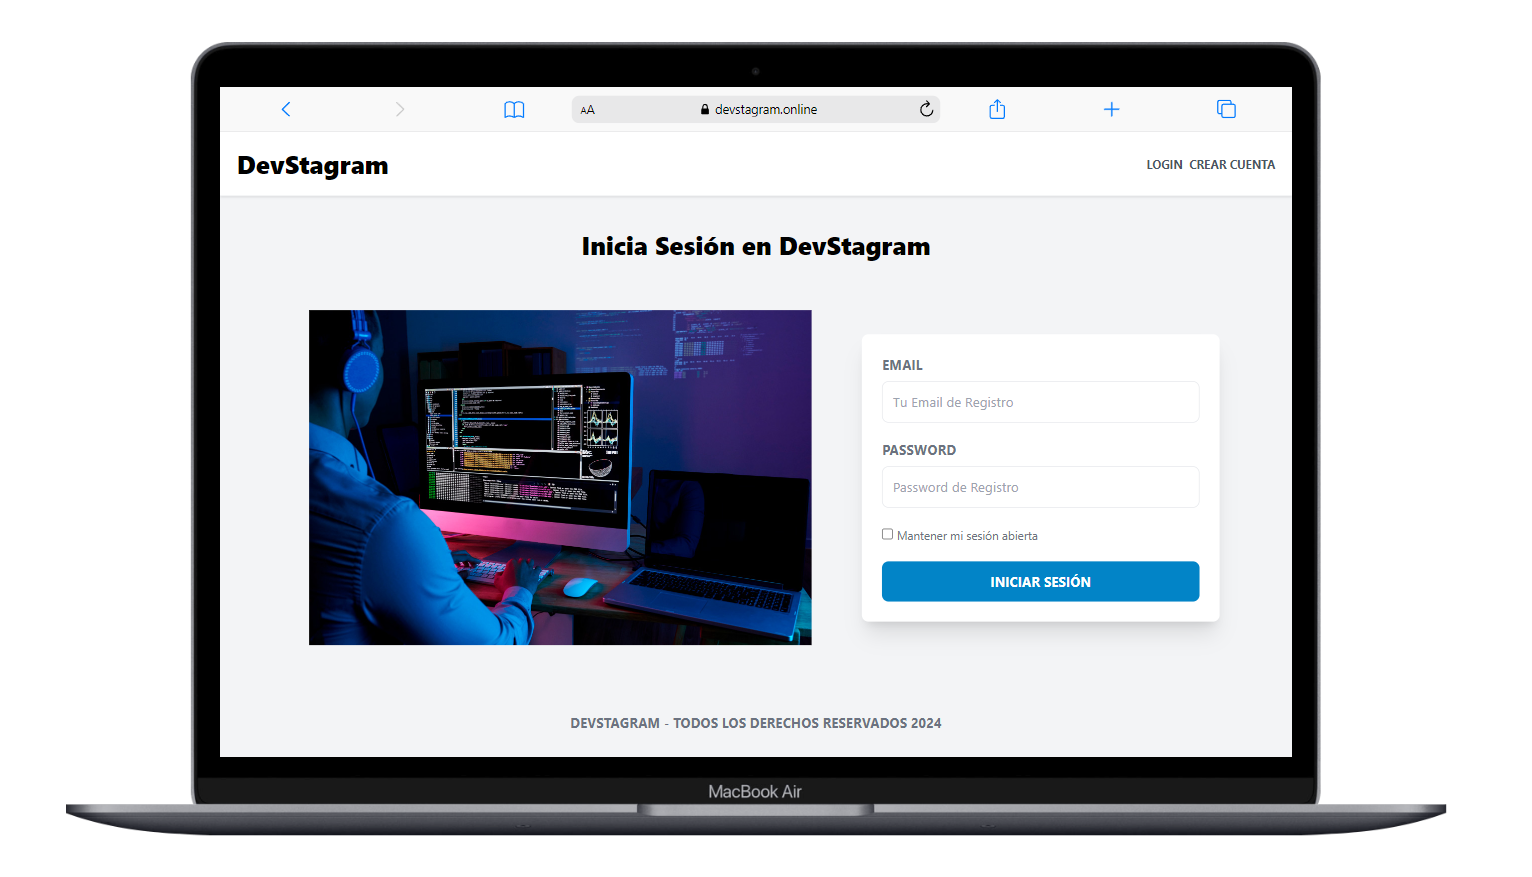 AA devstagram.online
DevStagram
LOGIN CREAR CUENTA
Inicia Sesión en DevStagram
EMAIL
Tu Email de Registro
PASSWORD
Password de Registro
Mantener mi sesión abierta
INICIAR SESIÓN
DEVSTAGRAM - TODOS LOS DERECHOS RESERVADOS 2024
MacBook Air